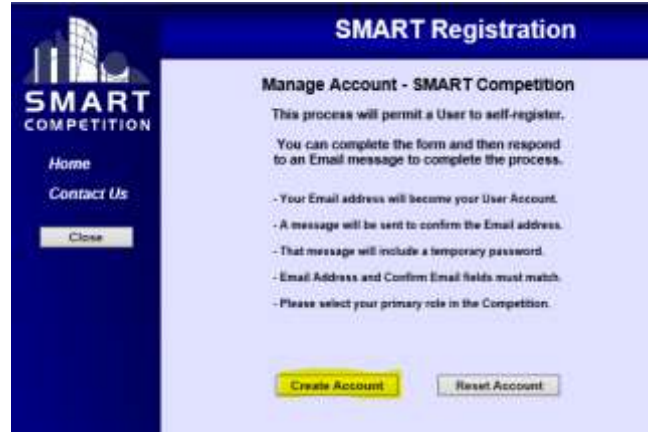 SMART Registration
SMART
COMPETITION
Home
Contact Us
Close
Manage Account - SMART Competition
This process will permit a User to self-register.
You can complete the form and then respond
to an Email message to complete the process.
- Your Email address will become your User Account.
- A message will be sent to confirm the Email address.
- That message will include a temporary password.
- Email Address and Confirm Email fields must match.
- Please select your primary role in the Competition.
Create Account
Reset Account